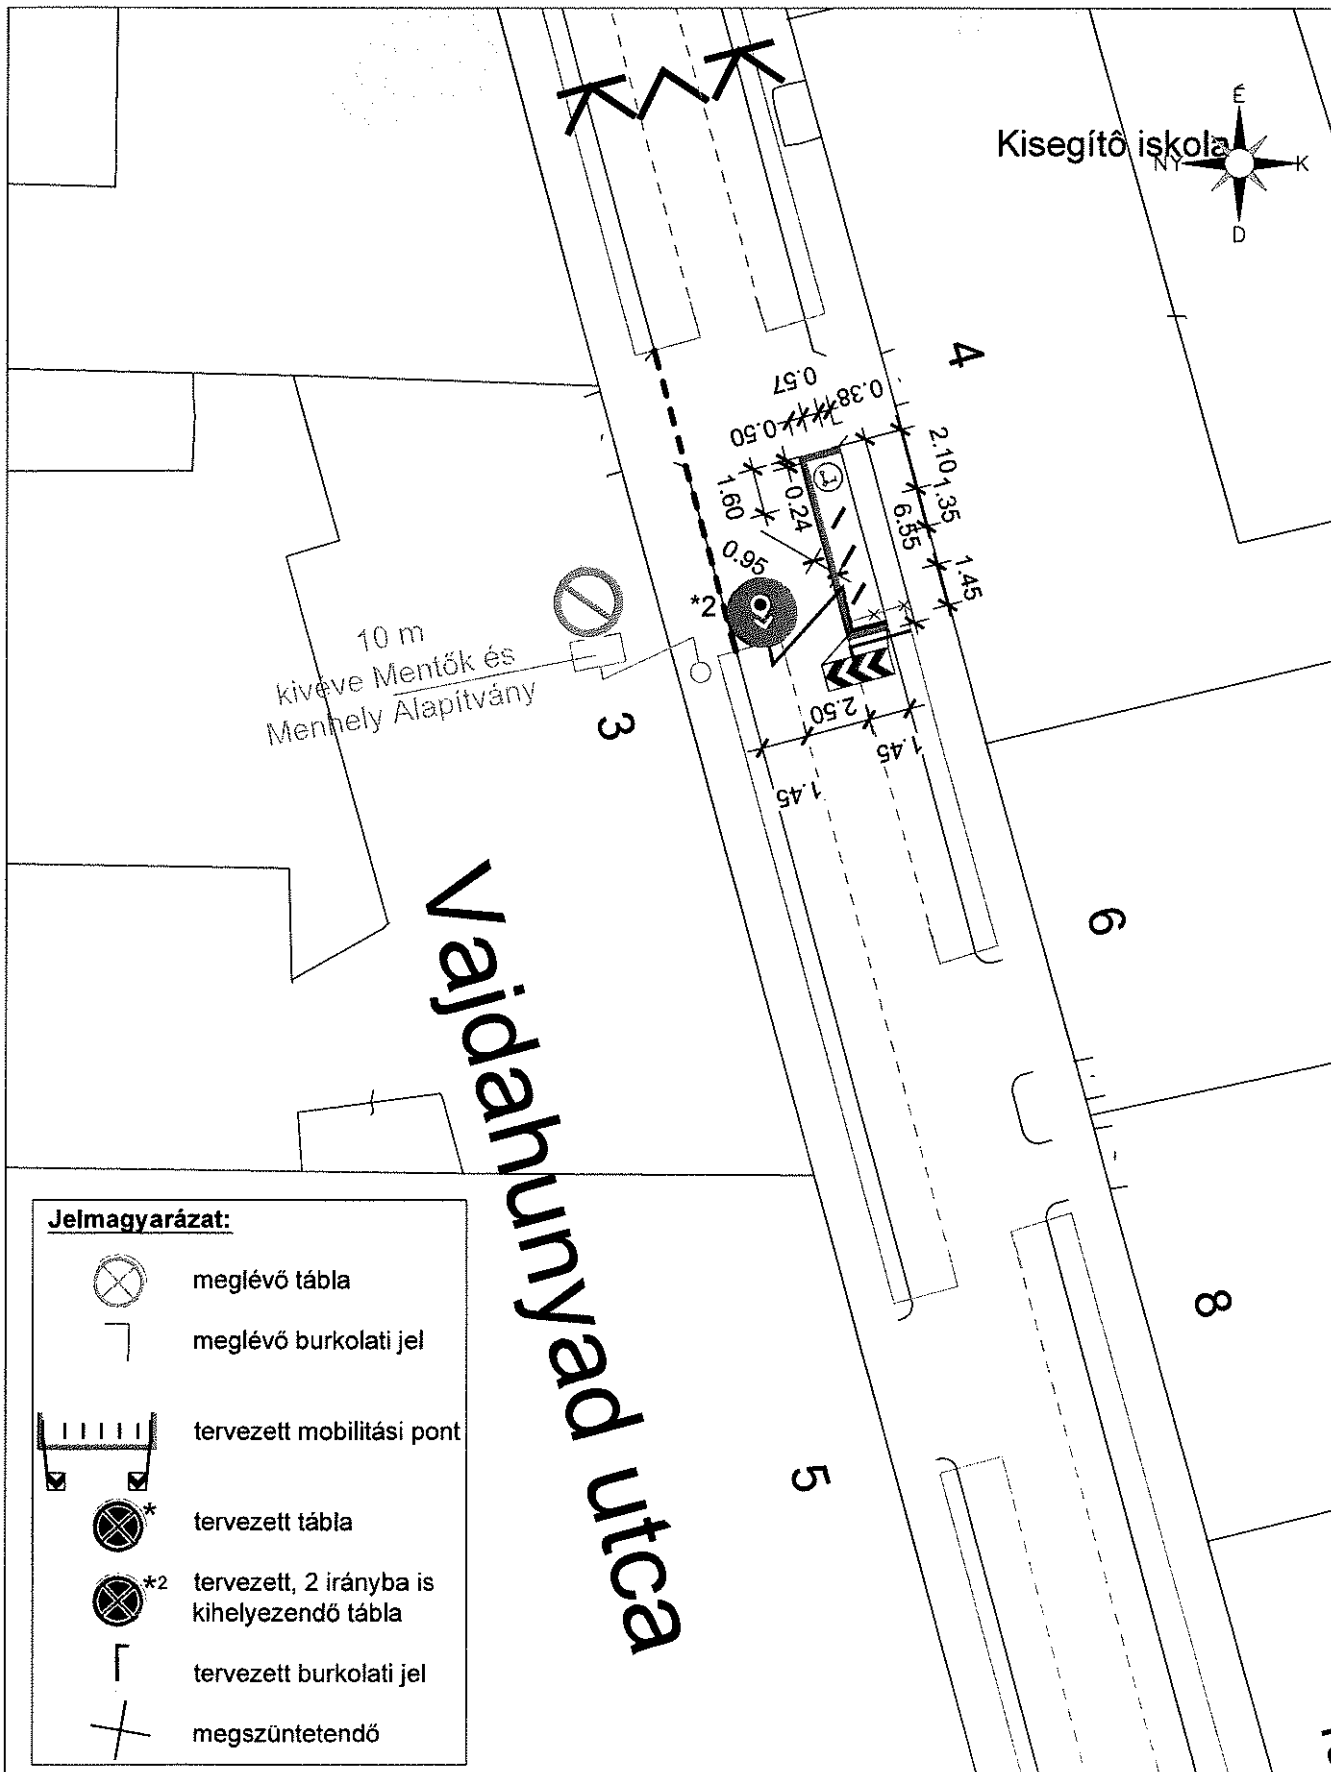 É
Kisegítô iskola
NY
K
D
4
0.57
0.38
0.50
2.10
1.35
1.60
0.24
6.55
1.45
0.95
*2
10 m
kivéve Mentők és
Menhely Alapítvány
3
2.50
1.45
1.45
6
Vajdahunyad utca
8
5
Jelmagyarázat:
meglévő tábla
meglévő burkolati jel
tervezett mobilitási pont
* tervezett tábla
*2 tervezett, 2 irányba is
kihelyezendő tábla
tervezett burkolati jel
megszüntetendő